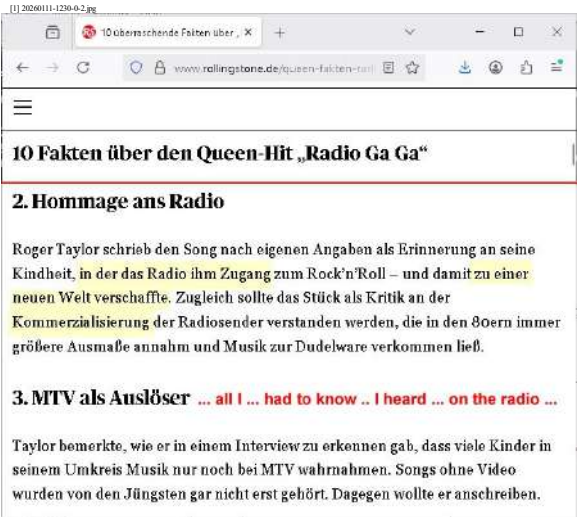 [1] 20260111-1230-0-2.jpg
10 überraschende Fakten über
www.rollingstone.de/queen-fakten-radi
10 Fakten über den Queen-Hit „Radio Ga Ga“
2. Hommage ans Radio
Roger Taylor schrieb den Song nach eigenen Angaben als Erinnerung an seine
Kindheit, in der das Radio ihm Zugang zum Rock’n’Roll – und damit zu einer
neuen Welt verschaffte. Zugleich sollte das Stück als Kritik an der
Kommerzialisierung der Radiosender verstanden werden, die in den 80ern immer
größere Ausmaße annahm und Musik zur Dudelware verkommen ließ.
3. MTV als Auslöser ... all I ... had to know .. I heard ... on the radio ...
Taylor bemerkte, wie er in einem Interview zu erkennen gab, dass viele Kinder in
seinem Umkreis Musik nur noch bei MTV wahrnahmen. Songs ohne Video
wurden von den Jüngsten gar nicht erst gehört. Dagegen wollte er anschreiben.